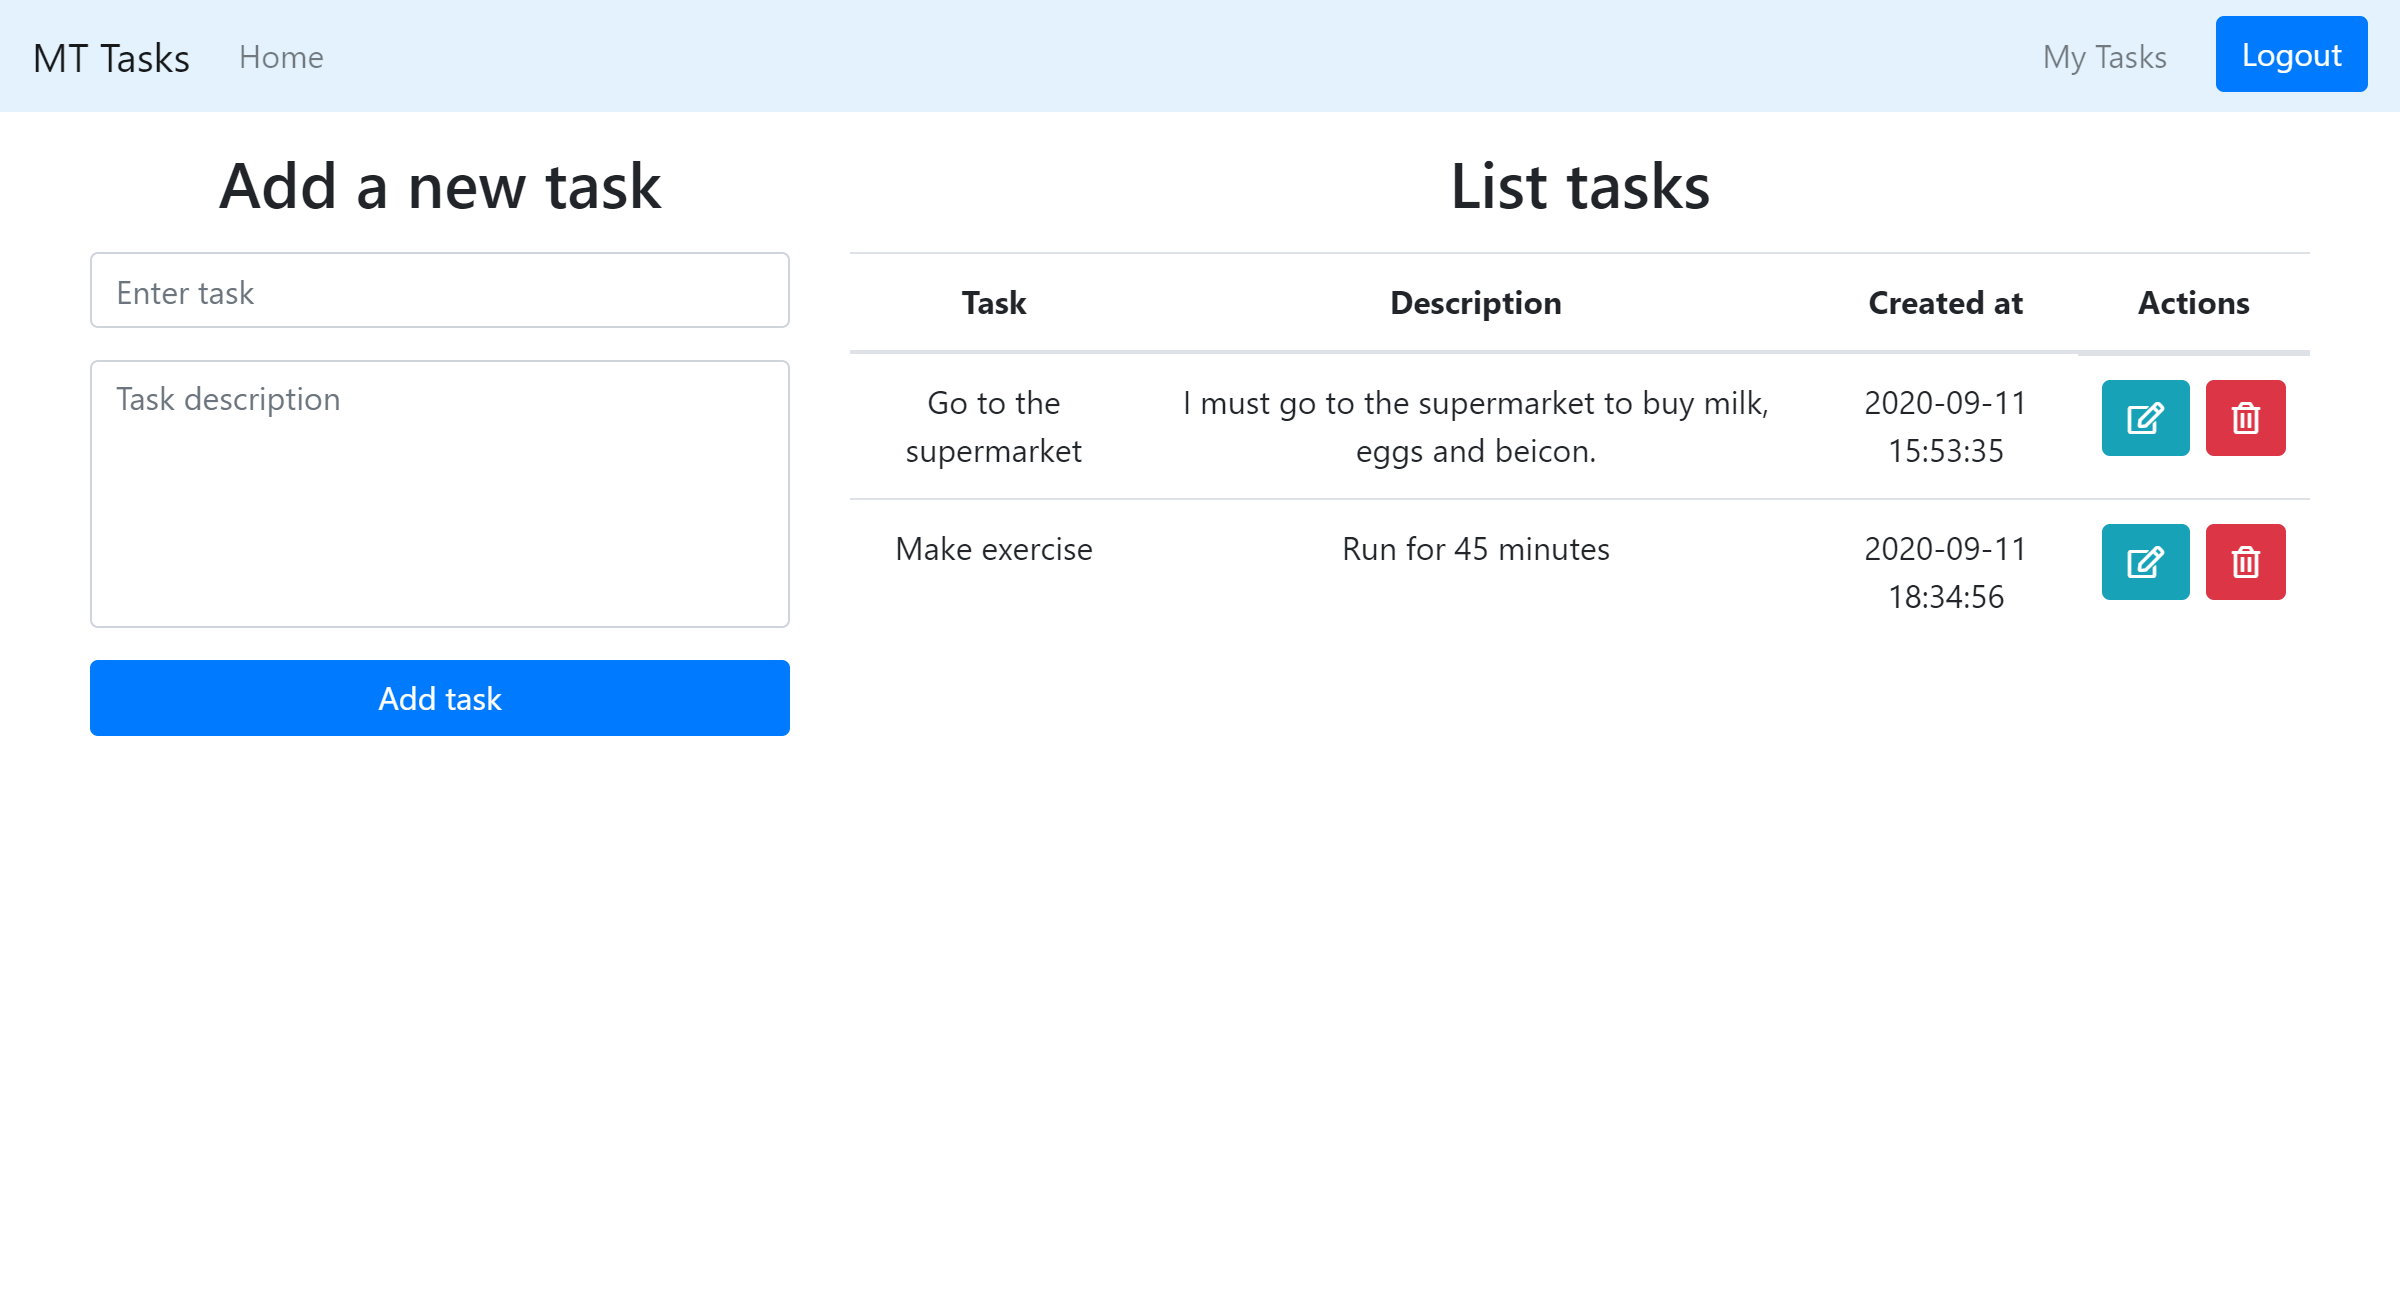 MT Tasks Home My Tasks Logout
Add a new task
Enter task
Task description
Add task
List tasks
Task Description Created at Actions
Go to the supermarket I must go to the supermarket to buy milk, eggs and beicon. 2020-09-11 15:53:35
Make exercise Run for 45 minutes 2020-09-11 18:34:56